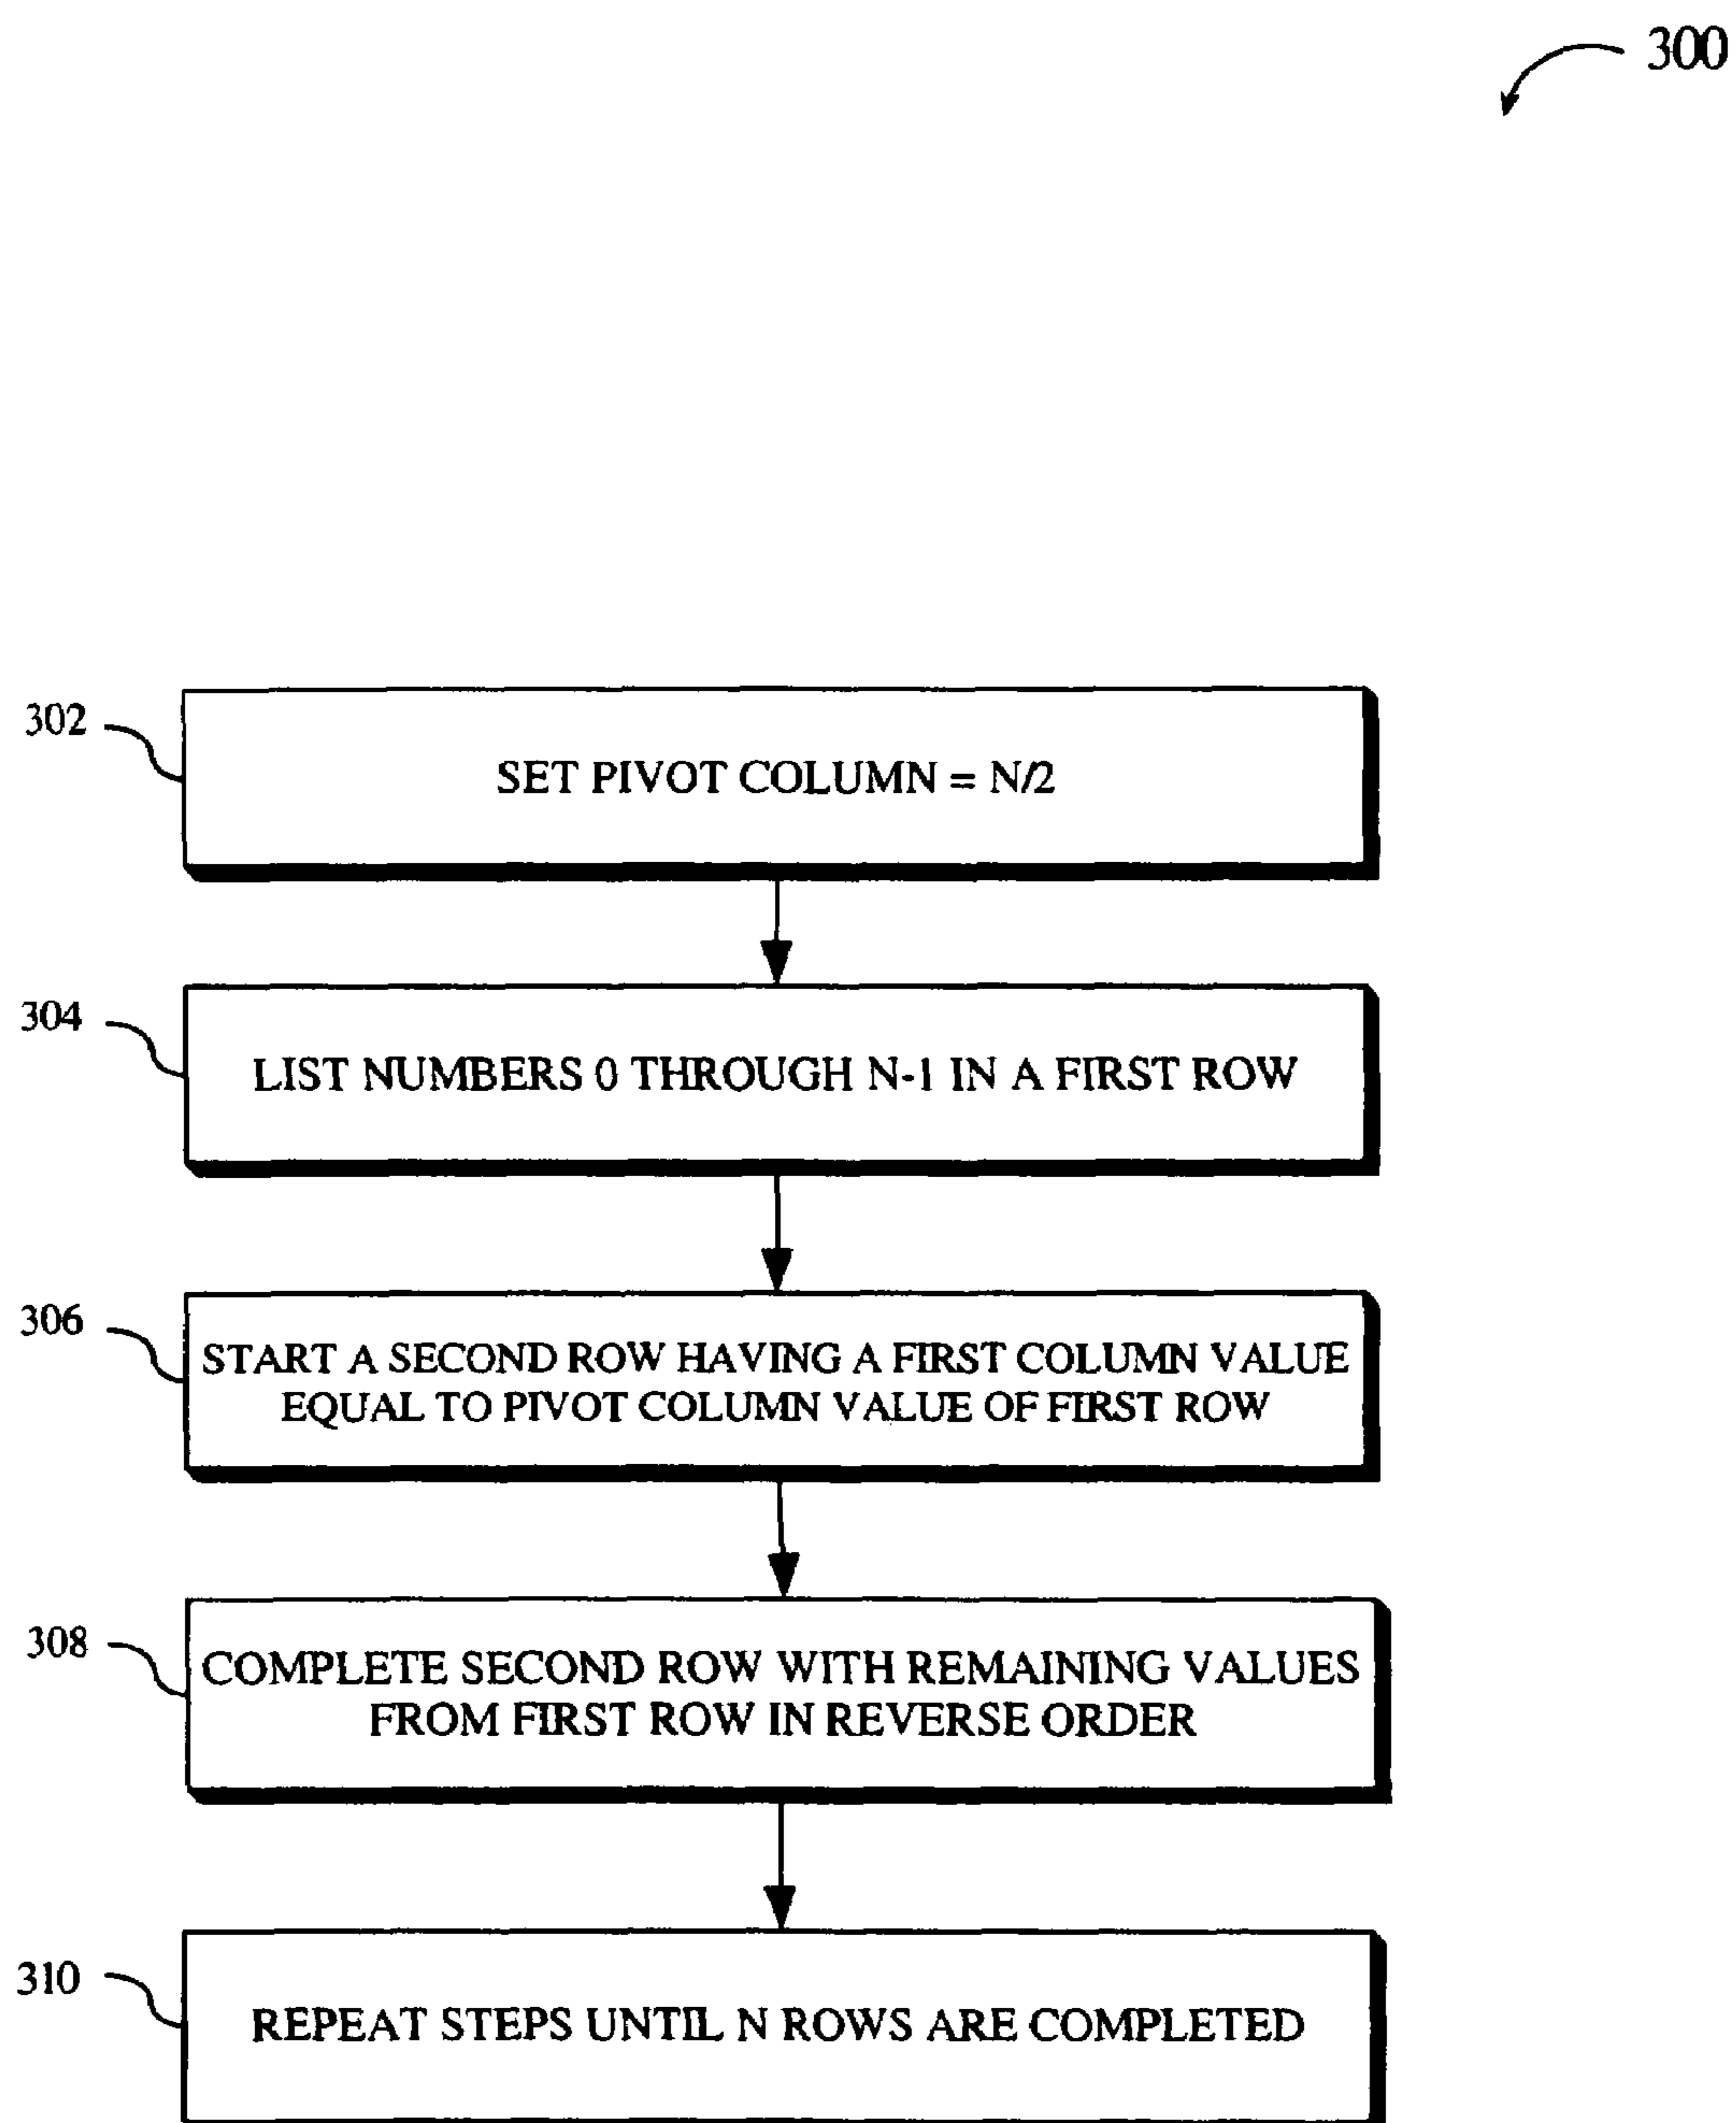 300
302
SET PIVOT COLUMN = N/2
304
LIST NUMBERS 0 THROUGH N-1 IN A FIRST ROW
306
START A SECOND ROW HAVING A FIRST COLUMN VALUE
EQUAL TO PIVOT COLUMN VALUE OF FIRST ROW
308
COMPLETE SECOND ROW WITH REMAINING VALUES
FROM FIRST ROW IN REVERSE ORDER
310
REPEAT STEPS UNTIL N ROWS ARE COMPLETED